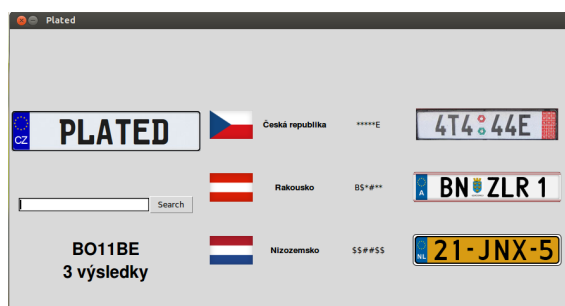 Plated
CZ PLATED
Česká republika *****E 4T4 44E
Rakousko B$*#** A BN ZLR 1
Search
Nizozemsko $$##$$ NL 21-JNX-5
BO11BE
3 výsledky